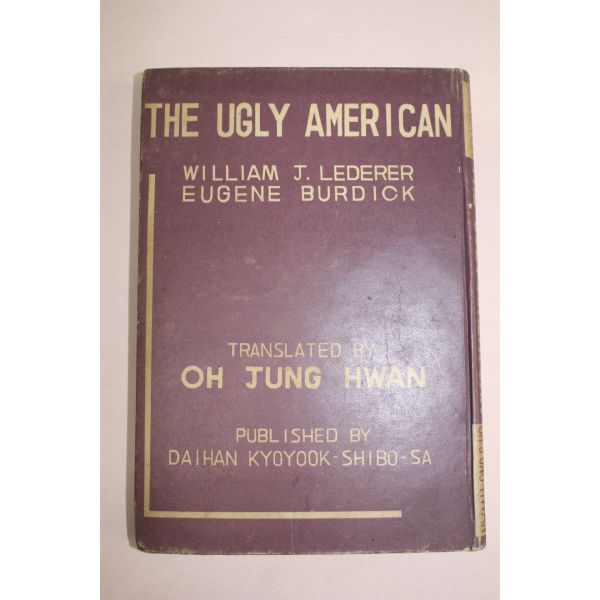 THE UGLY AMERICAN
WILLIAM J. LEDERER
EUGENE BURDICK
TRANSLATED BY
OH JUNG HWAN
PUBLISHED BY
DAIHAN KYOYOOK-SHIBO-SA